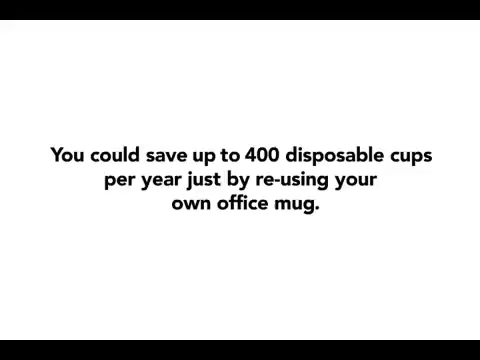 You could save up to 400 disposable cups
per year just by re-using your
own office mug.